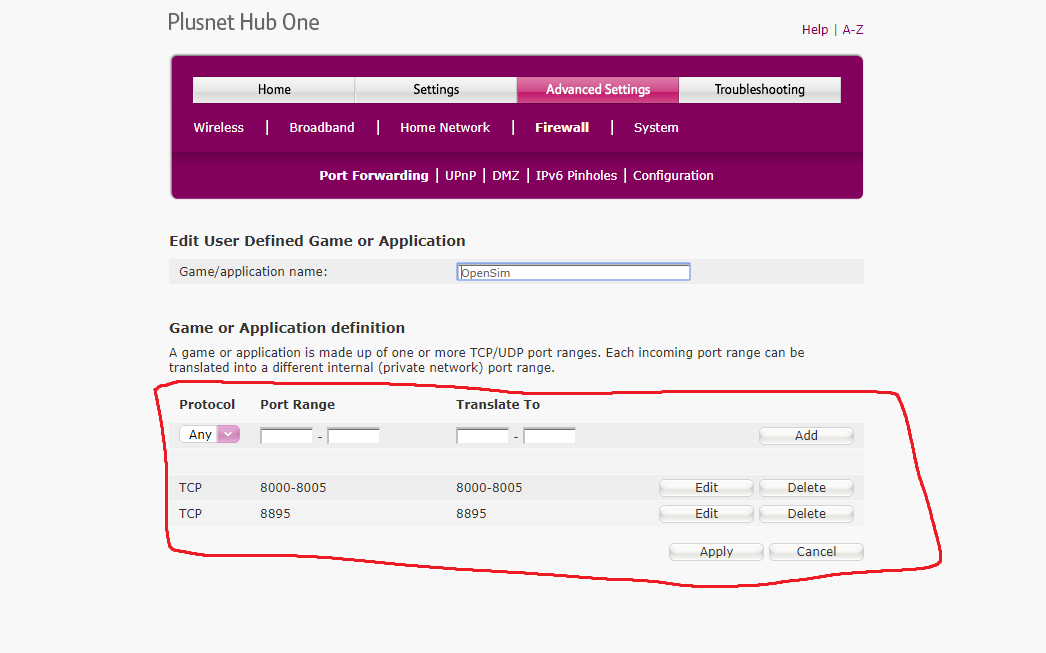 Plusnet Hub One
Help | A-Z
Home Settings Advanced Settings Troubleshooting
Wireless | Broadband | Home Network | Firewall | System
Port Forwarding | UPnP | DMZ | IPv6 Pinholes | Configuration
Edit User Defined Game or Application
Game/application name: OpenSim
Game or Application definition
A game or application is made up of one or more TCP/UDP port ranges. Each incoming port range can be
translated into a different internal (private network) port range.
Protocol Port Range Translate To
Any - - Add
TCP 8000-8005 8000-8005 Edit Delete
TCP 8895 8895 Edit Delete
Apply Cancel